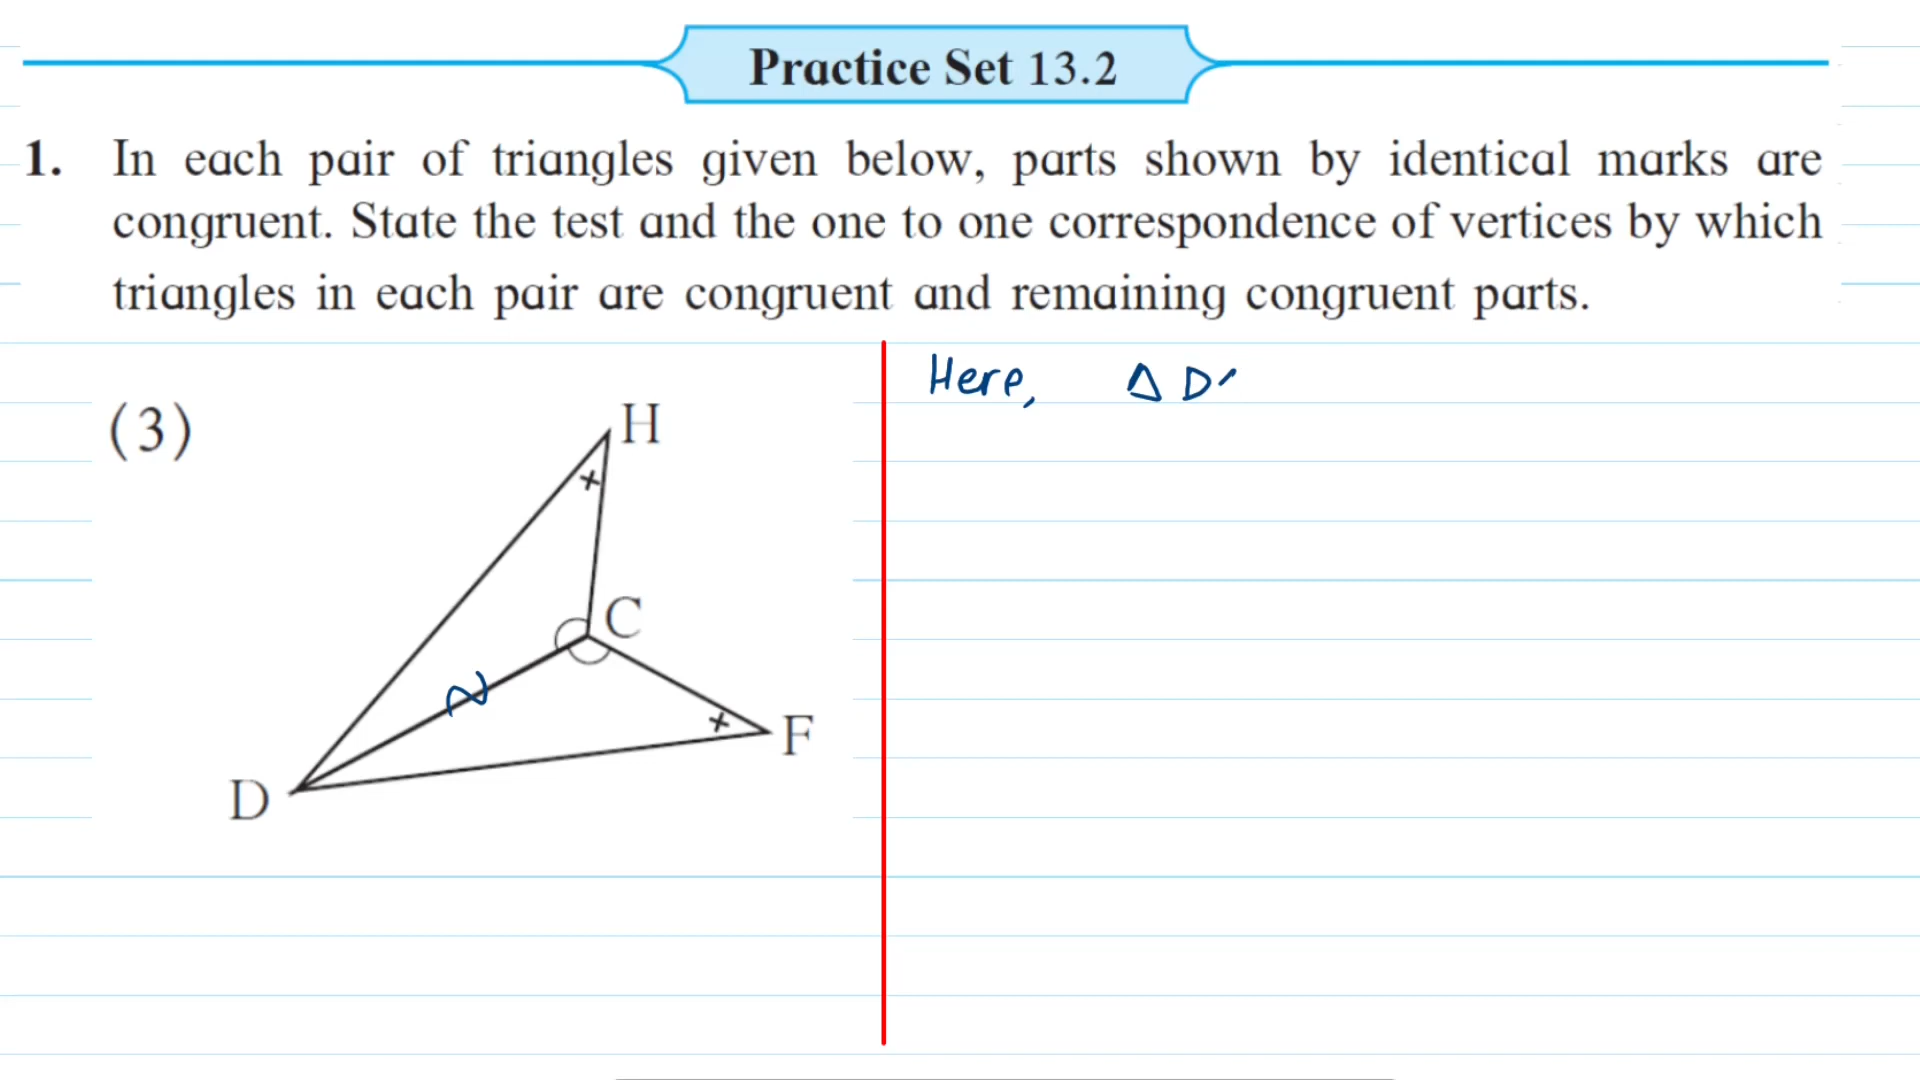 Practice Set 13.2
1. In each pair of triangles given below, parts shown by identical marks are
congruent. State the test and the one to one correspondence of vertices by which
triangles in each pair are congruent and remaining congruent parts.
Here, Δ D
(3)
H
C
F
D